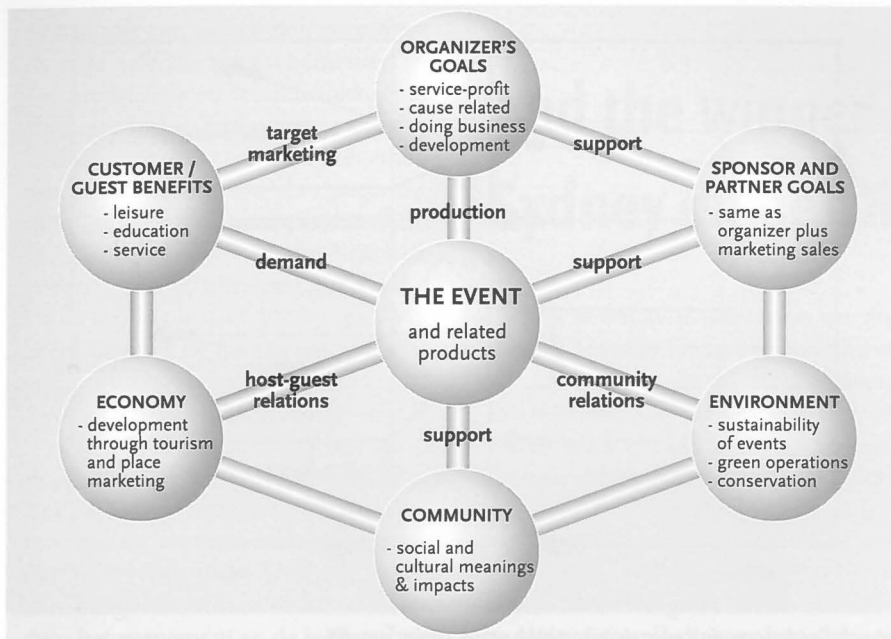 ORGANIZER'S
GOALS
- service-profit
- cause related
- doing business
- development
target
marketing
support
CUSTOMER /
GUEST BENEFITS
- leisure
- education
- service
SPONSOR AND
PARTNER GOALS
- same as
organizer plus
marketing sales
production
demand
support
THE EVENT
and related
products
host-guest
relations
community
relations
ECONOMY
- development
through tourism
and place
marketing
support
ENVIRONMENT
- sustainability
of events
- green operations
- conservation
COMMUNITY
- social and
cultural meanings
& impacts